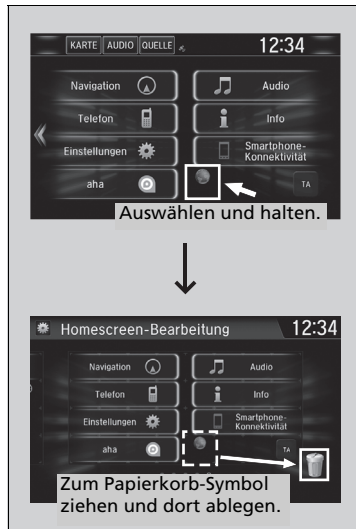 KARTE AUDIO QUELLE 12:34
Navigation Audio
Telefon Info
Einstellungen Smartphone-
Konnektivität
aha TA
Auswählen und halten.
Homescreen-Bearbeitung 12:34
Navigation Audio
Telefon Info
Einstellungen Smartphone-
Konnektivität
aha TA
Zum Papierkorb-Symbol
ziehen und dort ablegen.